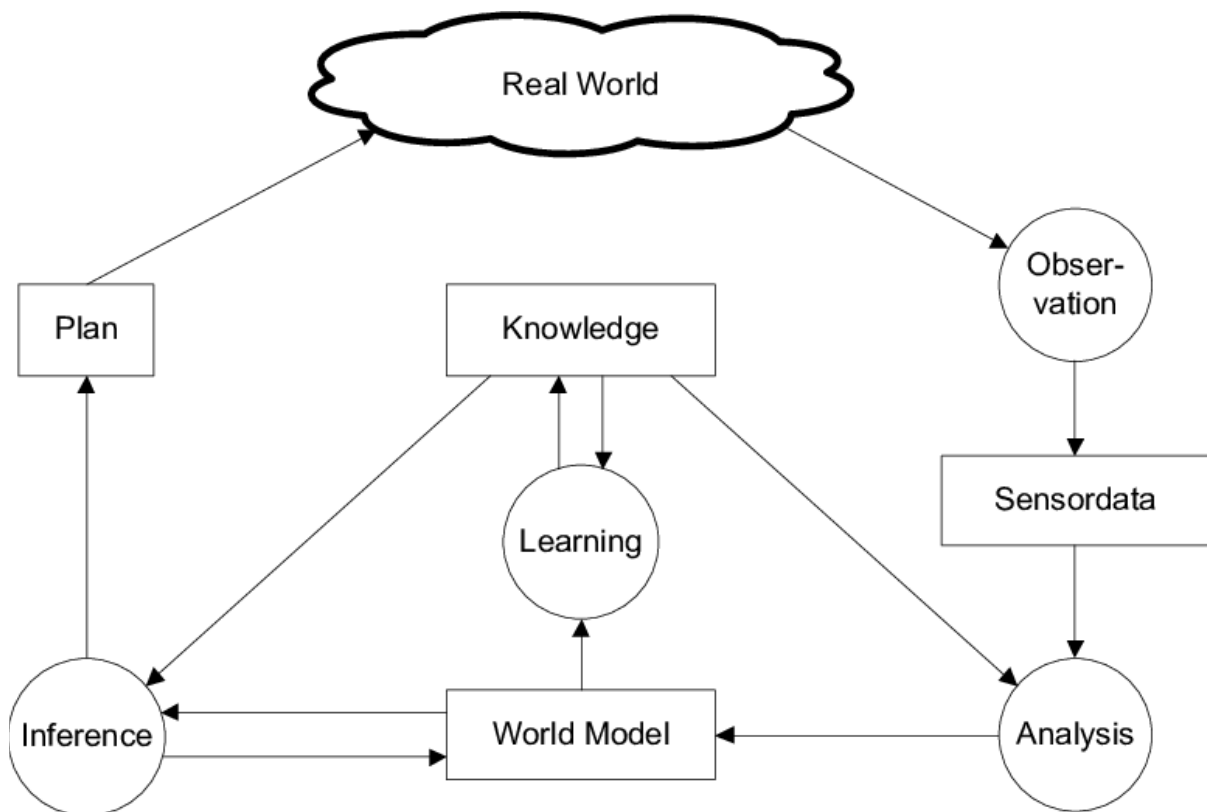 Real World
Obser-
vation
Plan
Knowledge
Sensordata
Learning
Inference
World Model
Analysis